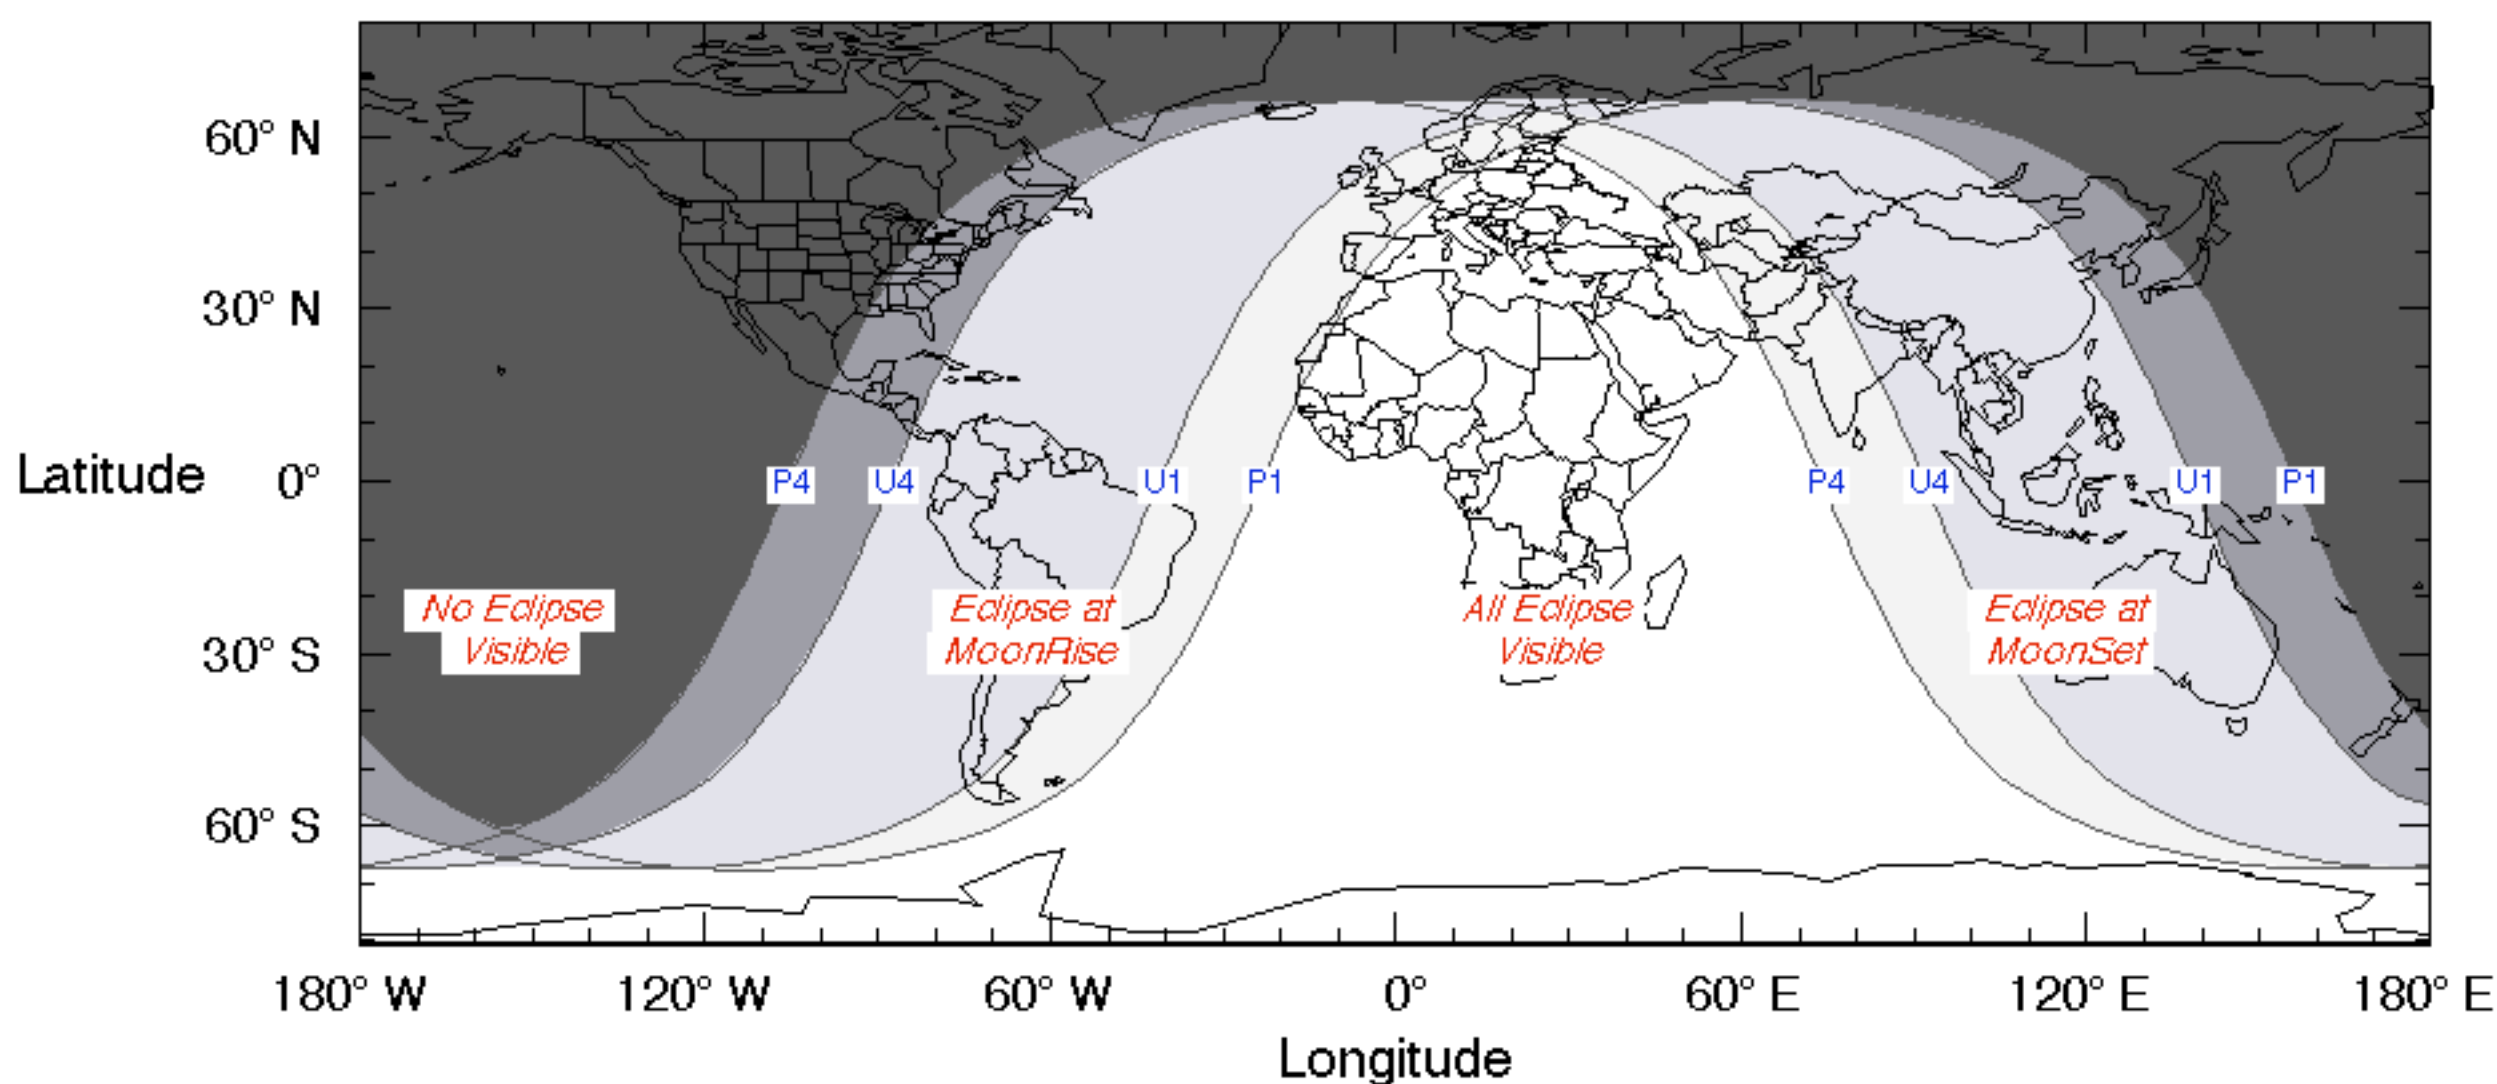 60° N
30° N
Latitude 0°
P4 U4 U1 P1 P4 U4 U1 P1
No Eclipse Visible
Eclipse at MoonRise
All Eclipse Visible
Eclipse at MoonSet
30° S
60° S
180° W 120° W 60° W 0° 60° E 120° E 180° E
Longitude